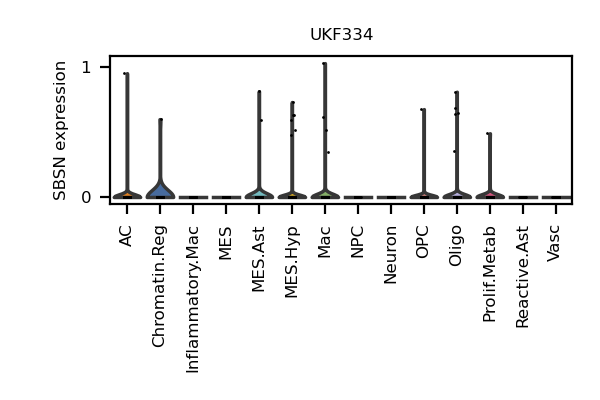 UKF334
SBSN expression
1
0
AC
Chromatin.Reg
Inflammatory.Mac
MES
MES.Ast
MES.Hyp
Mac
NPC
Neuron
OPC
Oligo
Prolif.Metab
Reactive.Ast
Vasc